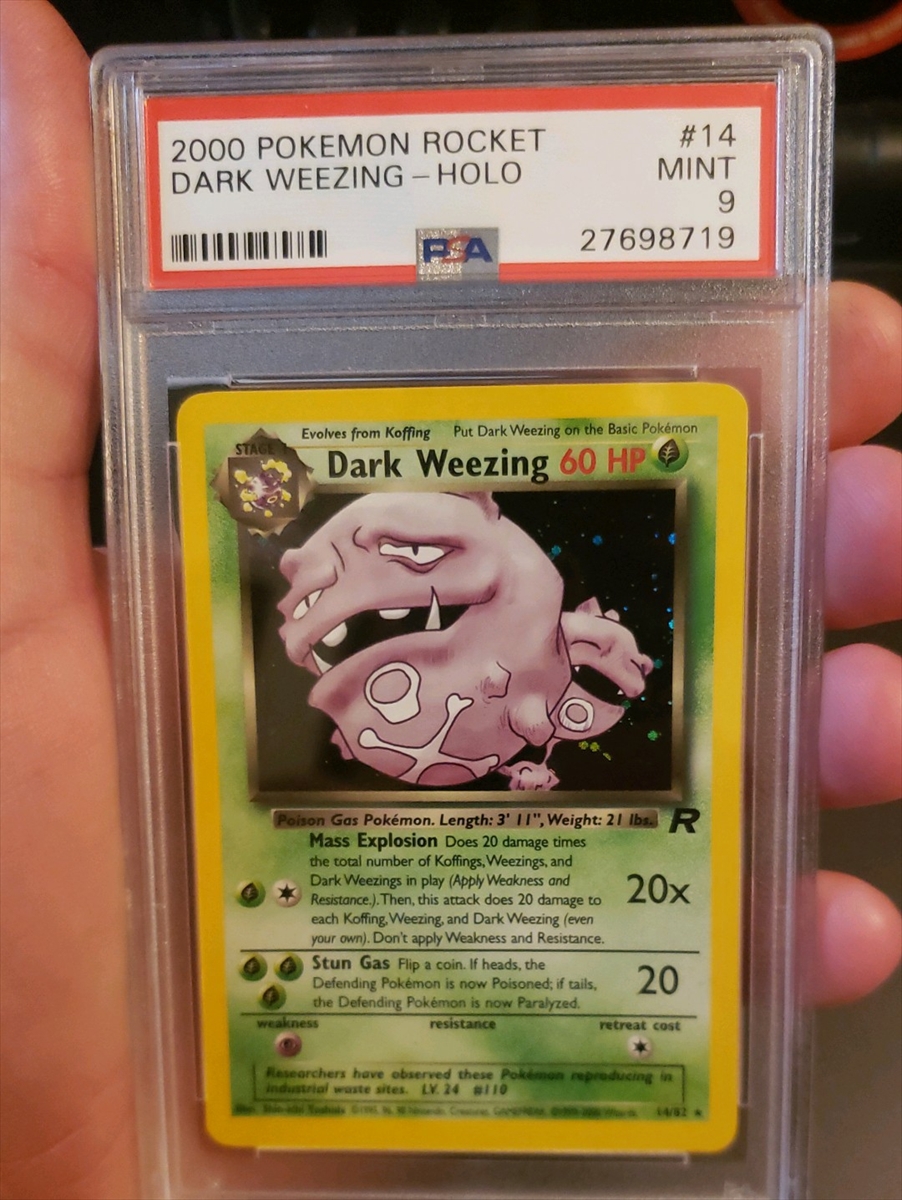 2000 POKEMON ROCKET #14
DARK WEEZING – HOLO MINT
9
PSA 27698719
Evolves from Koffing Put Dark Weezing on the Basic Pokémon
STAGE 1
Dark Weezing 60 HP
Poison Gas Pokémon. Length: 3' 11", Weight: 21 lbs.
R
Mass Explosion Does 20 damage times
the total number of Koffings, Weezings, and
Dark Weezings in play (Apply Weakness and
Resistance.). Then, this attack does 20 damage to
each Koffing, Weezing, and Dark Weezing (even
your own). Don't apply Weakness and Resistance.
20x
Stun Gas Flip a coin. If heads, the
Defending Pokémon is now Poisoned; if tails,
the Defending Pokémon is now Paralyzed.
20
weakness resistance retreat cost
Researchers have observed these Pokémon reproducing in
industrial waste sites. LV. 24 #110
14/82